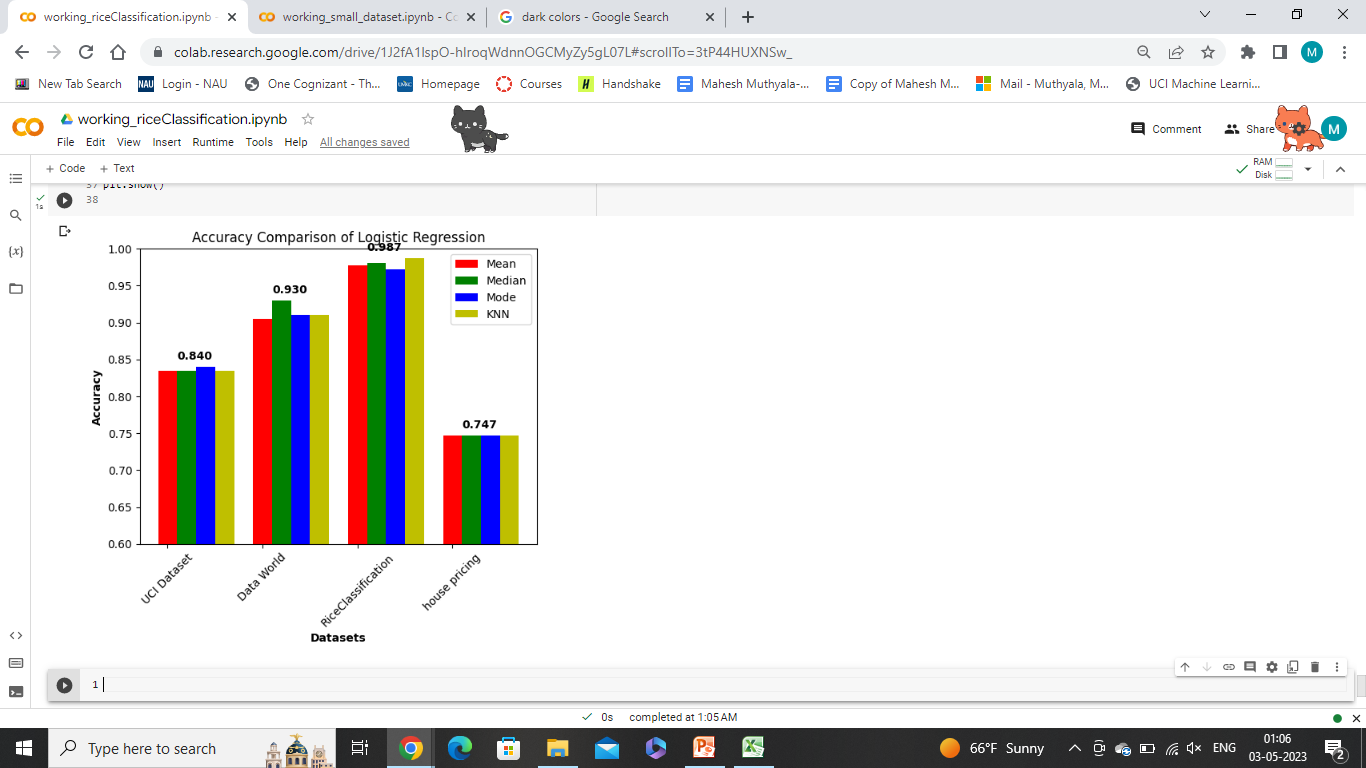 working_riceClassification.ipynb -
working_small_dataset.ipynb - Co
dark colors - Google Search
colab.research.google.com/drive/1J2fA1IspO-hIroqWdnnOGCMyZy5gL07L#scrollTo=3tP44HUXNSw_
M
New Tab Search
NAU Login - NAU
One Cognizant - Th...
Homepage
Courses
H Handshake
Mahesh Muthyala-...
Copy of Mahesh M...
Mail - Muthyala, M...
UCI Machine Learni...
working_riceClassification.ipynb
Comment
Share
M
File Edit View Insert Runtime Tools Help All changes saved
+ Code + Text
RAM
Disk
{x}
37 plt.show()
38
1s
Accuracy Comparison of Logistic Regression
0.987
1.00
Mean
Median
Mode
KNN
0.95
0.930
0.90
0.85
0.840
0.80
Accuracy
0.75
0.747
0.70
0.65
0.60
UCI Dataset
Data World
RiceClassification
house pricing
Datasets
1
0s completed at 1:05 AM
Type here to search
66°F Sunny
ENG
01:06
03-05-2023
2